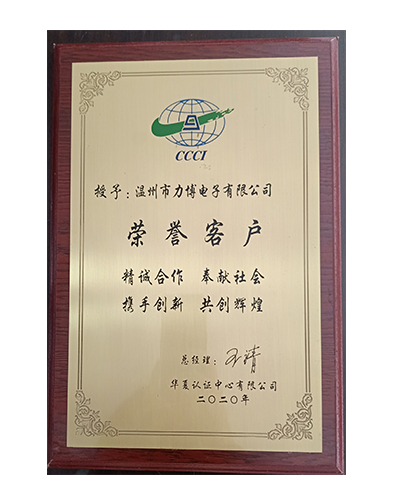 CCCI
授予：温州市力博电子有限公司
荣誉客户
精诚合作 奉献社会
携手创新 共创辉煌
总经理：
华夏认证中心有限公司
二〇二〇年